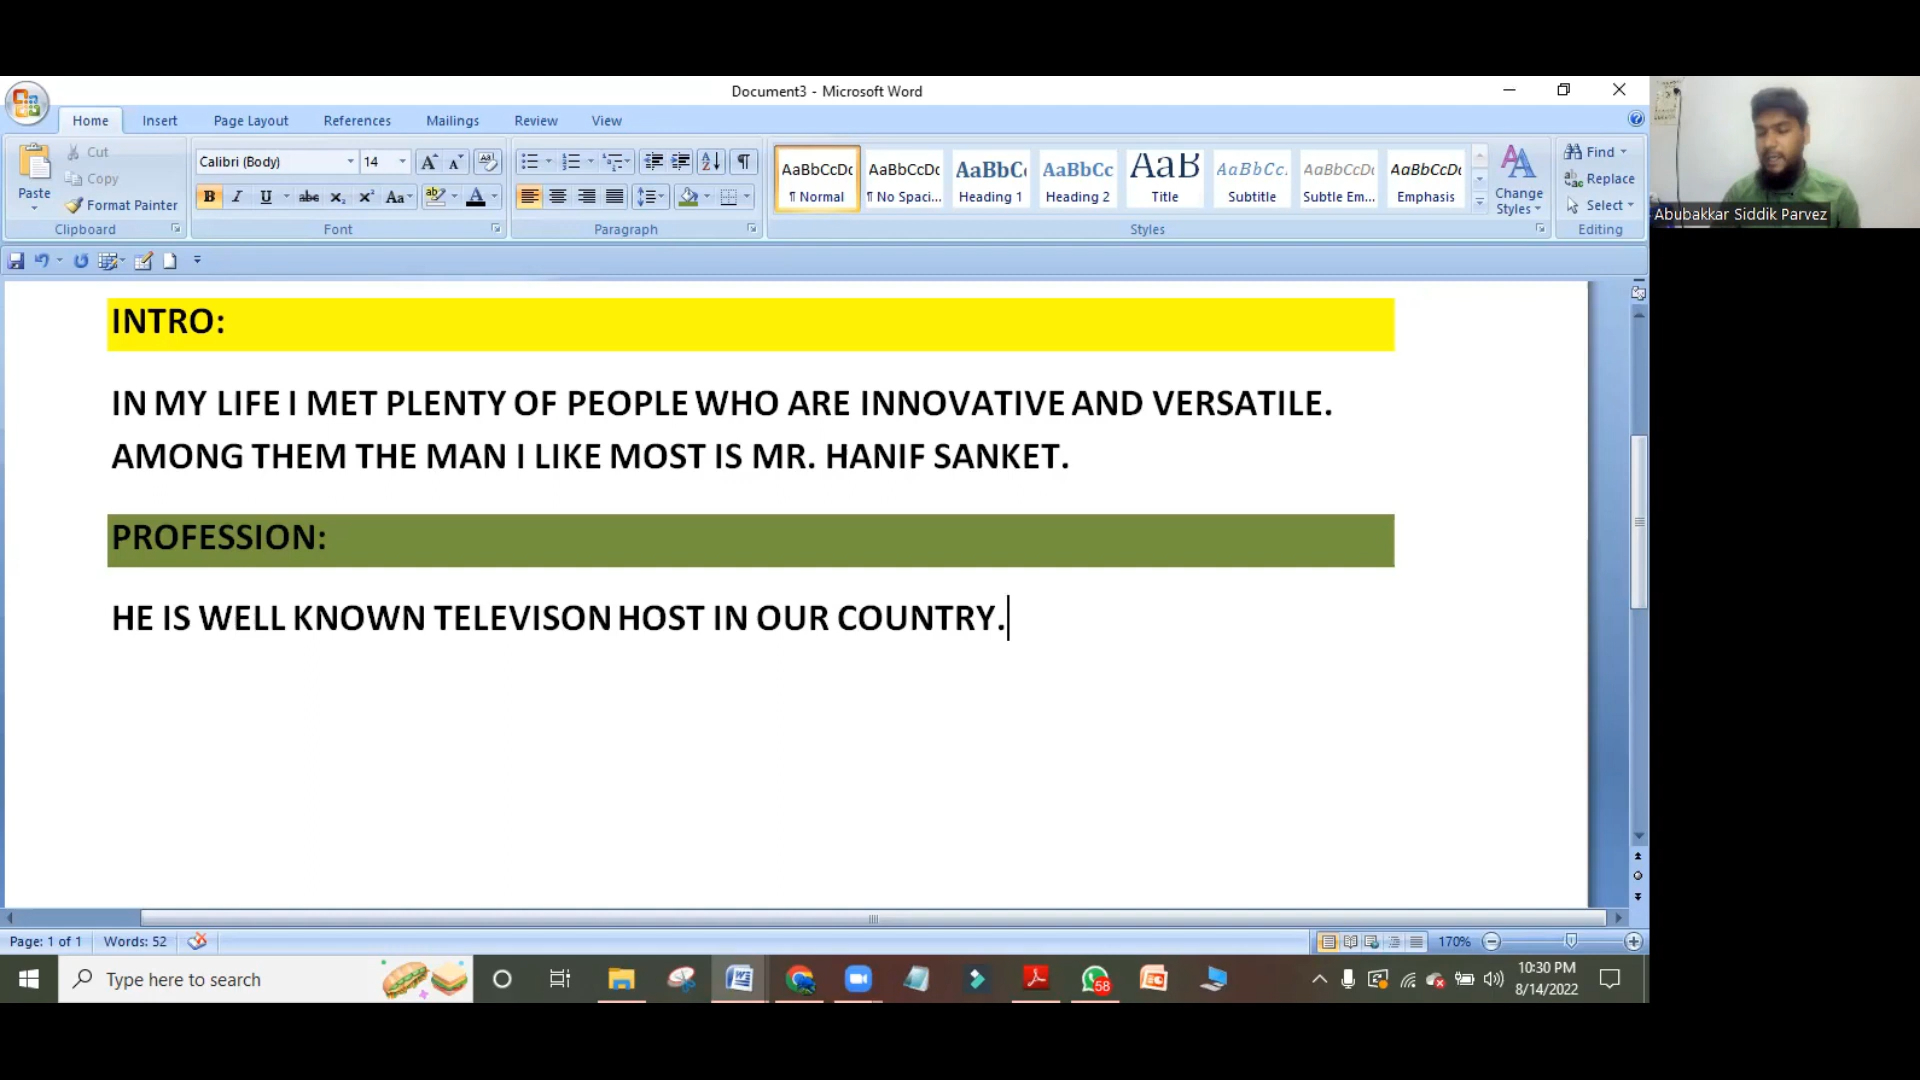 Document3 - Microsoft Word
Home Insert Page Layout References Mailings Review View
Paste
Cut
Copy
Format Painter
Clipboard
Calibri (Body) 14
Font
Paragraph
AaBbCcDc AaBbCcDc AaBbC AaBbCc AaB AaBbCc. AaBbCcDc AaBbCcDc
¶ Normal ¶ No Spaci... Heading 1 Heading 2 Title Subtitle Subtle Em... Emphasis
Styles
Change
Styles
Find
Replace
Select
Editing
Abubakkar Siddik Parvez
INTRO:
IN MY LIFE I MET PLENTY OF PEOPLE WHO ARE INNOVATIVE AND VERSATILE.
AMONG THEM THE MAN I LIKE MOST IS MR. HANIF SANKET.
PROFESSION:
HE IS WELL KNOWN TELEVISON HOST IN OUR COUNTRY.
Page: 1 of 1 Words: 52 170%
Type here to search
58
10:30 PM
8/14/2022